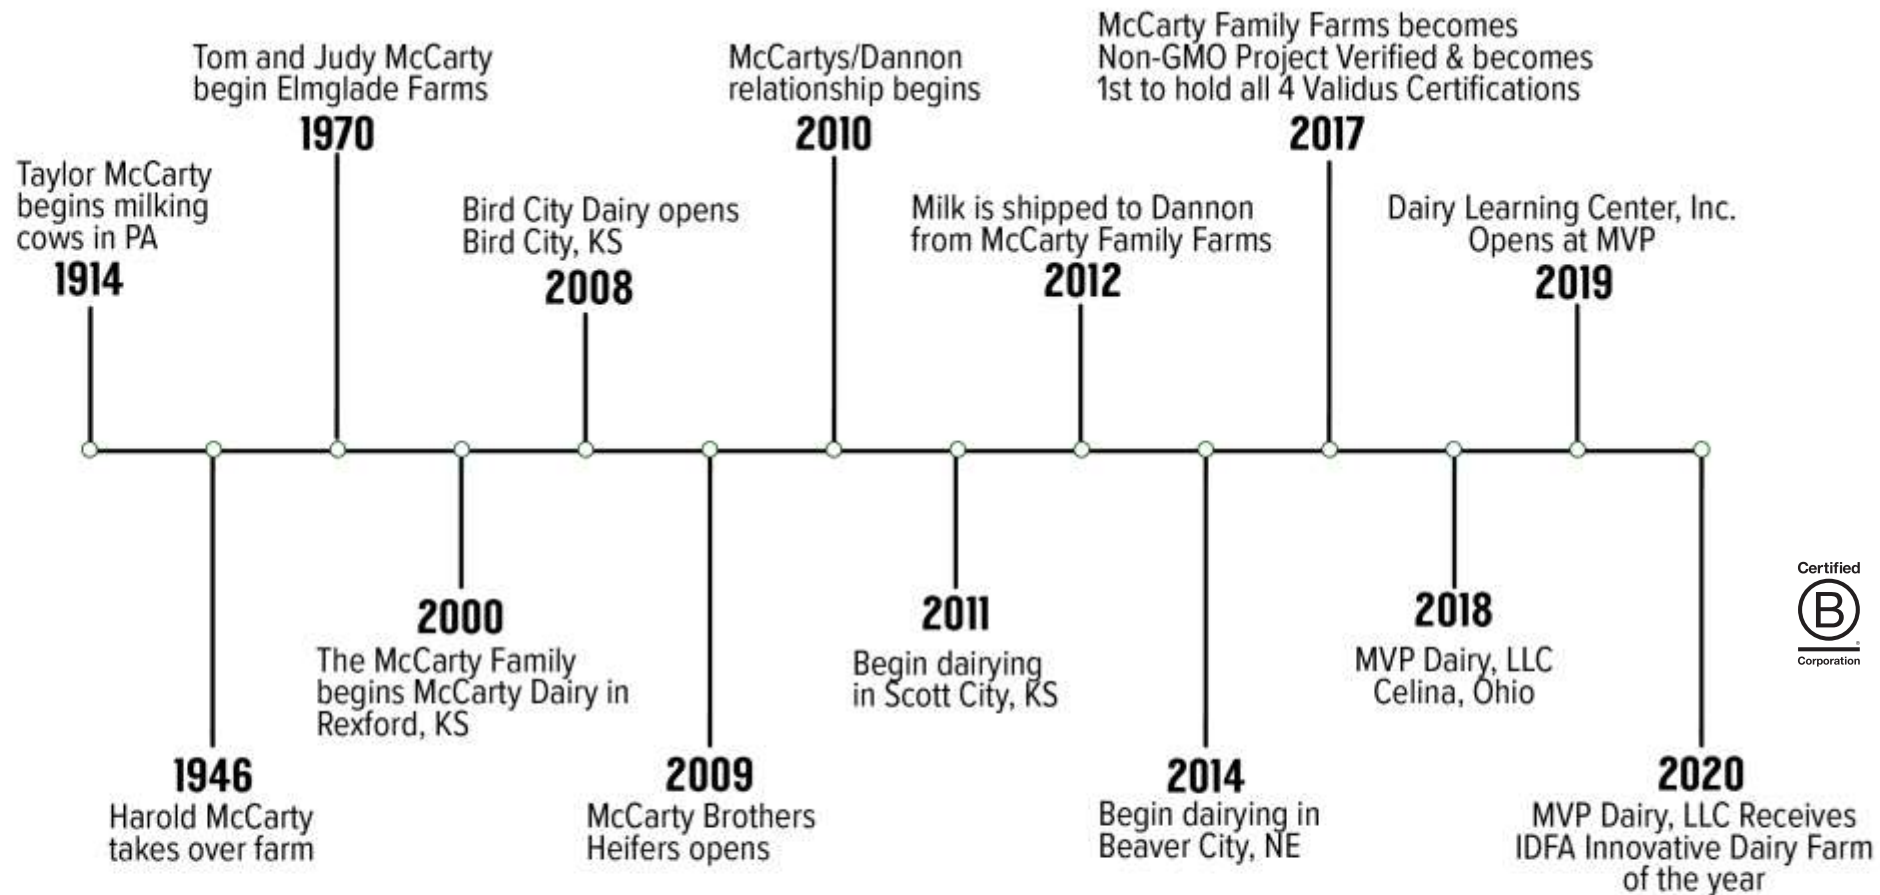 Taylor McCarty
begins milking
cows in PA
1914
Harold McCarty
takes over farm
1946
Tom and Judy McCarty
begin Elmglade Farms
1970
2000
The McCarty Family
begins McCarty Dairy in
Rexford, KS
Bird City Dairy opens
Bird City, KS
2008
2009
McCarty Brothers
Heifers opens
McCartys/Dannon
relationship begins
2010
2011
Begin dairying
in Scott City, KS
Milk is shipped to Dannon
from McCarty Family Farms
2012
2014
Begin dairying in
Beaver City, NE
McCarty Family Farms becomes
Non-GMO Project Verified & becomes
1st to hold all 4 Validus Certifications
2017
2018
MVP Dairy, LLC
Celina, Ohio
Dairy Learning Center, Inc.
Opens at MVP
2019
2020
MVP Dairy, LLC Receives
IDFA Innovative Dairy Farm
of the year
Certified
B
Corporation